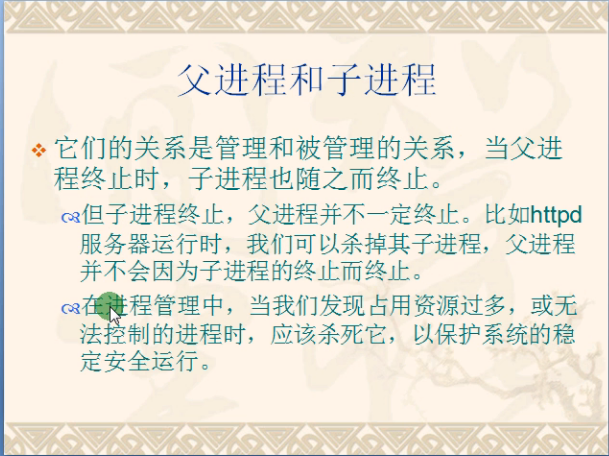 父进程和子进程
它们的关系是管理和被管理的关系，当父进
程终止时，子进程也随之而终止。
但子进程终止，父进程并不一定终止。比如httpd
服务器运行时，我们可以杀掉其子进程，父进程
并不会因为子进程的终止而终止。
在进程管理中，当我们发现占用资源过多，或无
法控制的进程时，应该杀死它，以保护系统的稳
定安全运行。